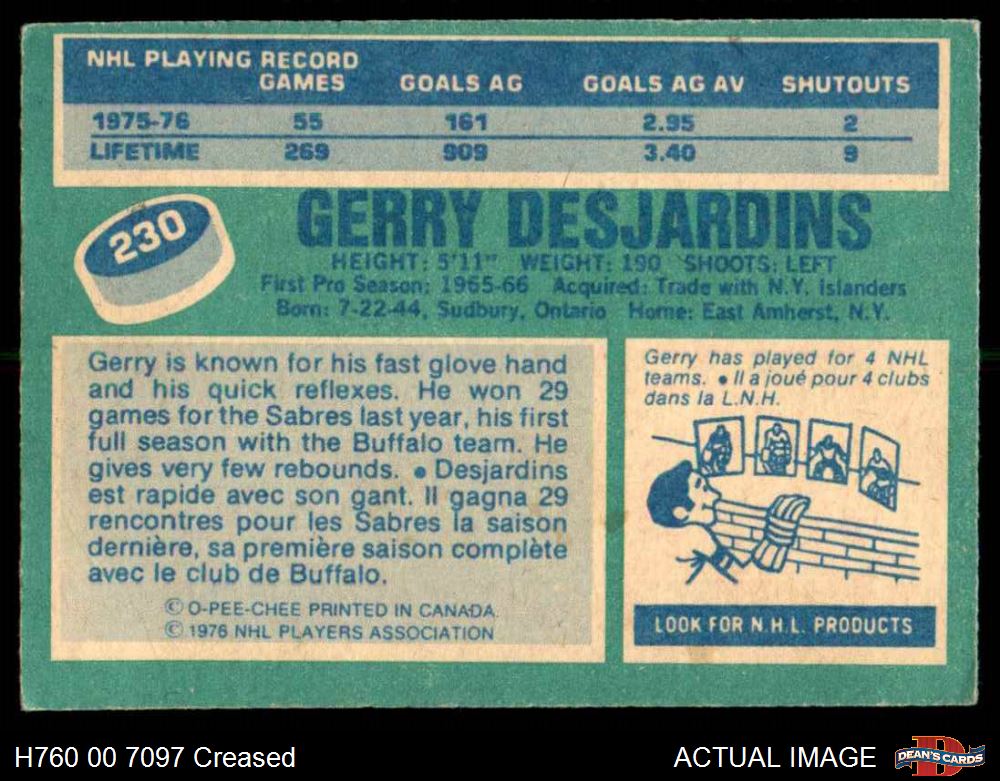 NHL PLAYING RECORD
GAMES GOALS AG GOALS AG AV SHUTOUTS
1975-76 55 161 2.95 2
LIFETIME 269 909 3.40 9
230
GERRY DESJARDINS
HEIGHT: 5'11" WEIGHT: 190 SHOOTS: LEFT
First Pro Season: 1965-66 Acquired: Trade with N.Y. Islanders
Born: 7-22-44, Sudbury, Ontario Home: East Amherst, N.Y.
Gerry is known for his fast glove hand
and his quick reflexes. He won 29
games for the Sabres last year, his first
full season with the Buffalo team. He
gives very few rebounds. • Desjardins
est rapide avec son gant. Il gagna 29
rencontres pour les Sabres la saison
dernière, sa première saison complète
avec le club de Buffalo.
© O-PEE-CHEE PRINTED IN CANADA
© 1976 NHL PLAYERS ASSOCIATION
Gerry has played for 4 NHL
teams. • Il a joué pour 4 clubs
dans la L.N.H.
LOOK FOR N.H.L. PRODUCTS
H760 00 7097 Creased
ACTUAL IMAGE
D
DEAN'S CARDS